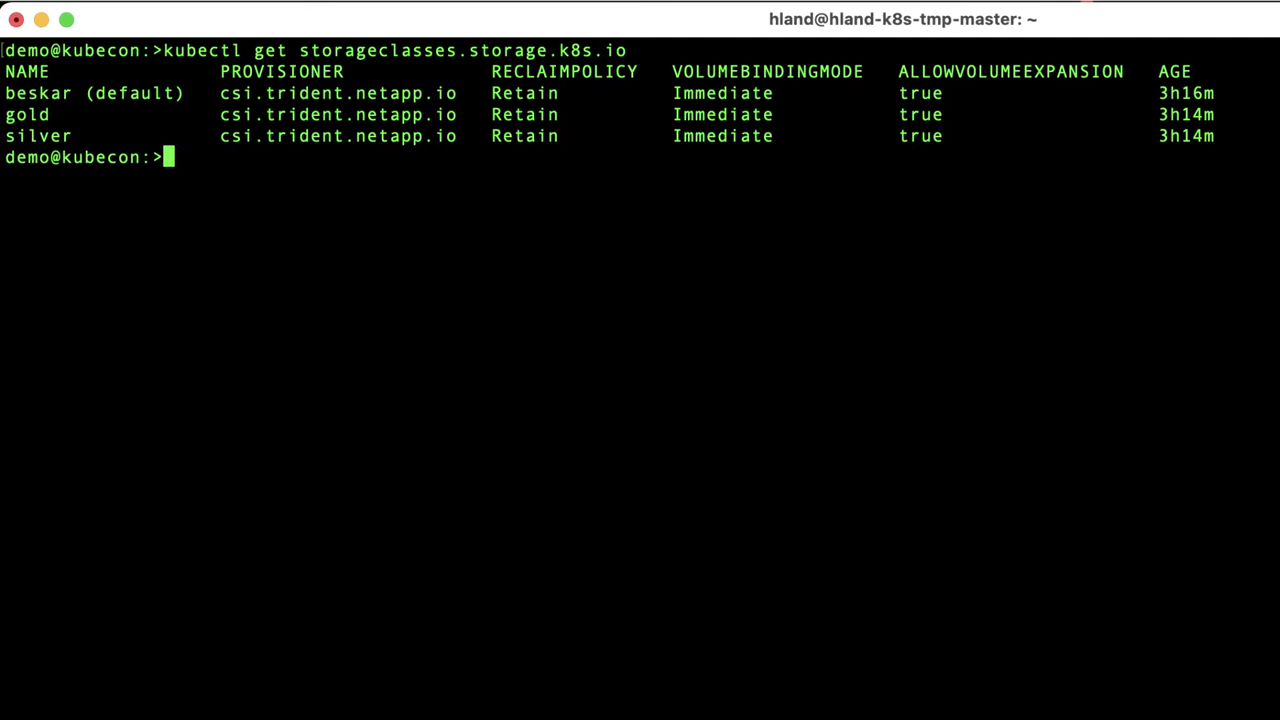 hland@hland-k8s-tmp-master: ~
demo@kubecon:>kubectl get storageclasses.storage.k8s.io
NAME PROVISIONER RECLAIMPOLICY VOLUMEBINDINGMODE ALLOWVOLUMEEXPANSION AGE
beskar (default) csi.trident.netapp.io Retain Immediate true 3h16m
gold csi.trident.netapp.io Retain Immediate true 3h14m
silver csi.trident.netapp.io Retain Immediate true 3h14m
demo@kubecon:>